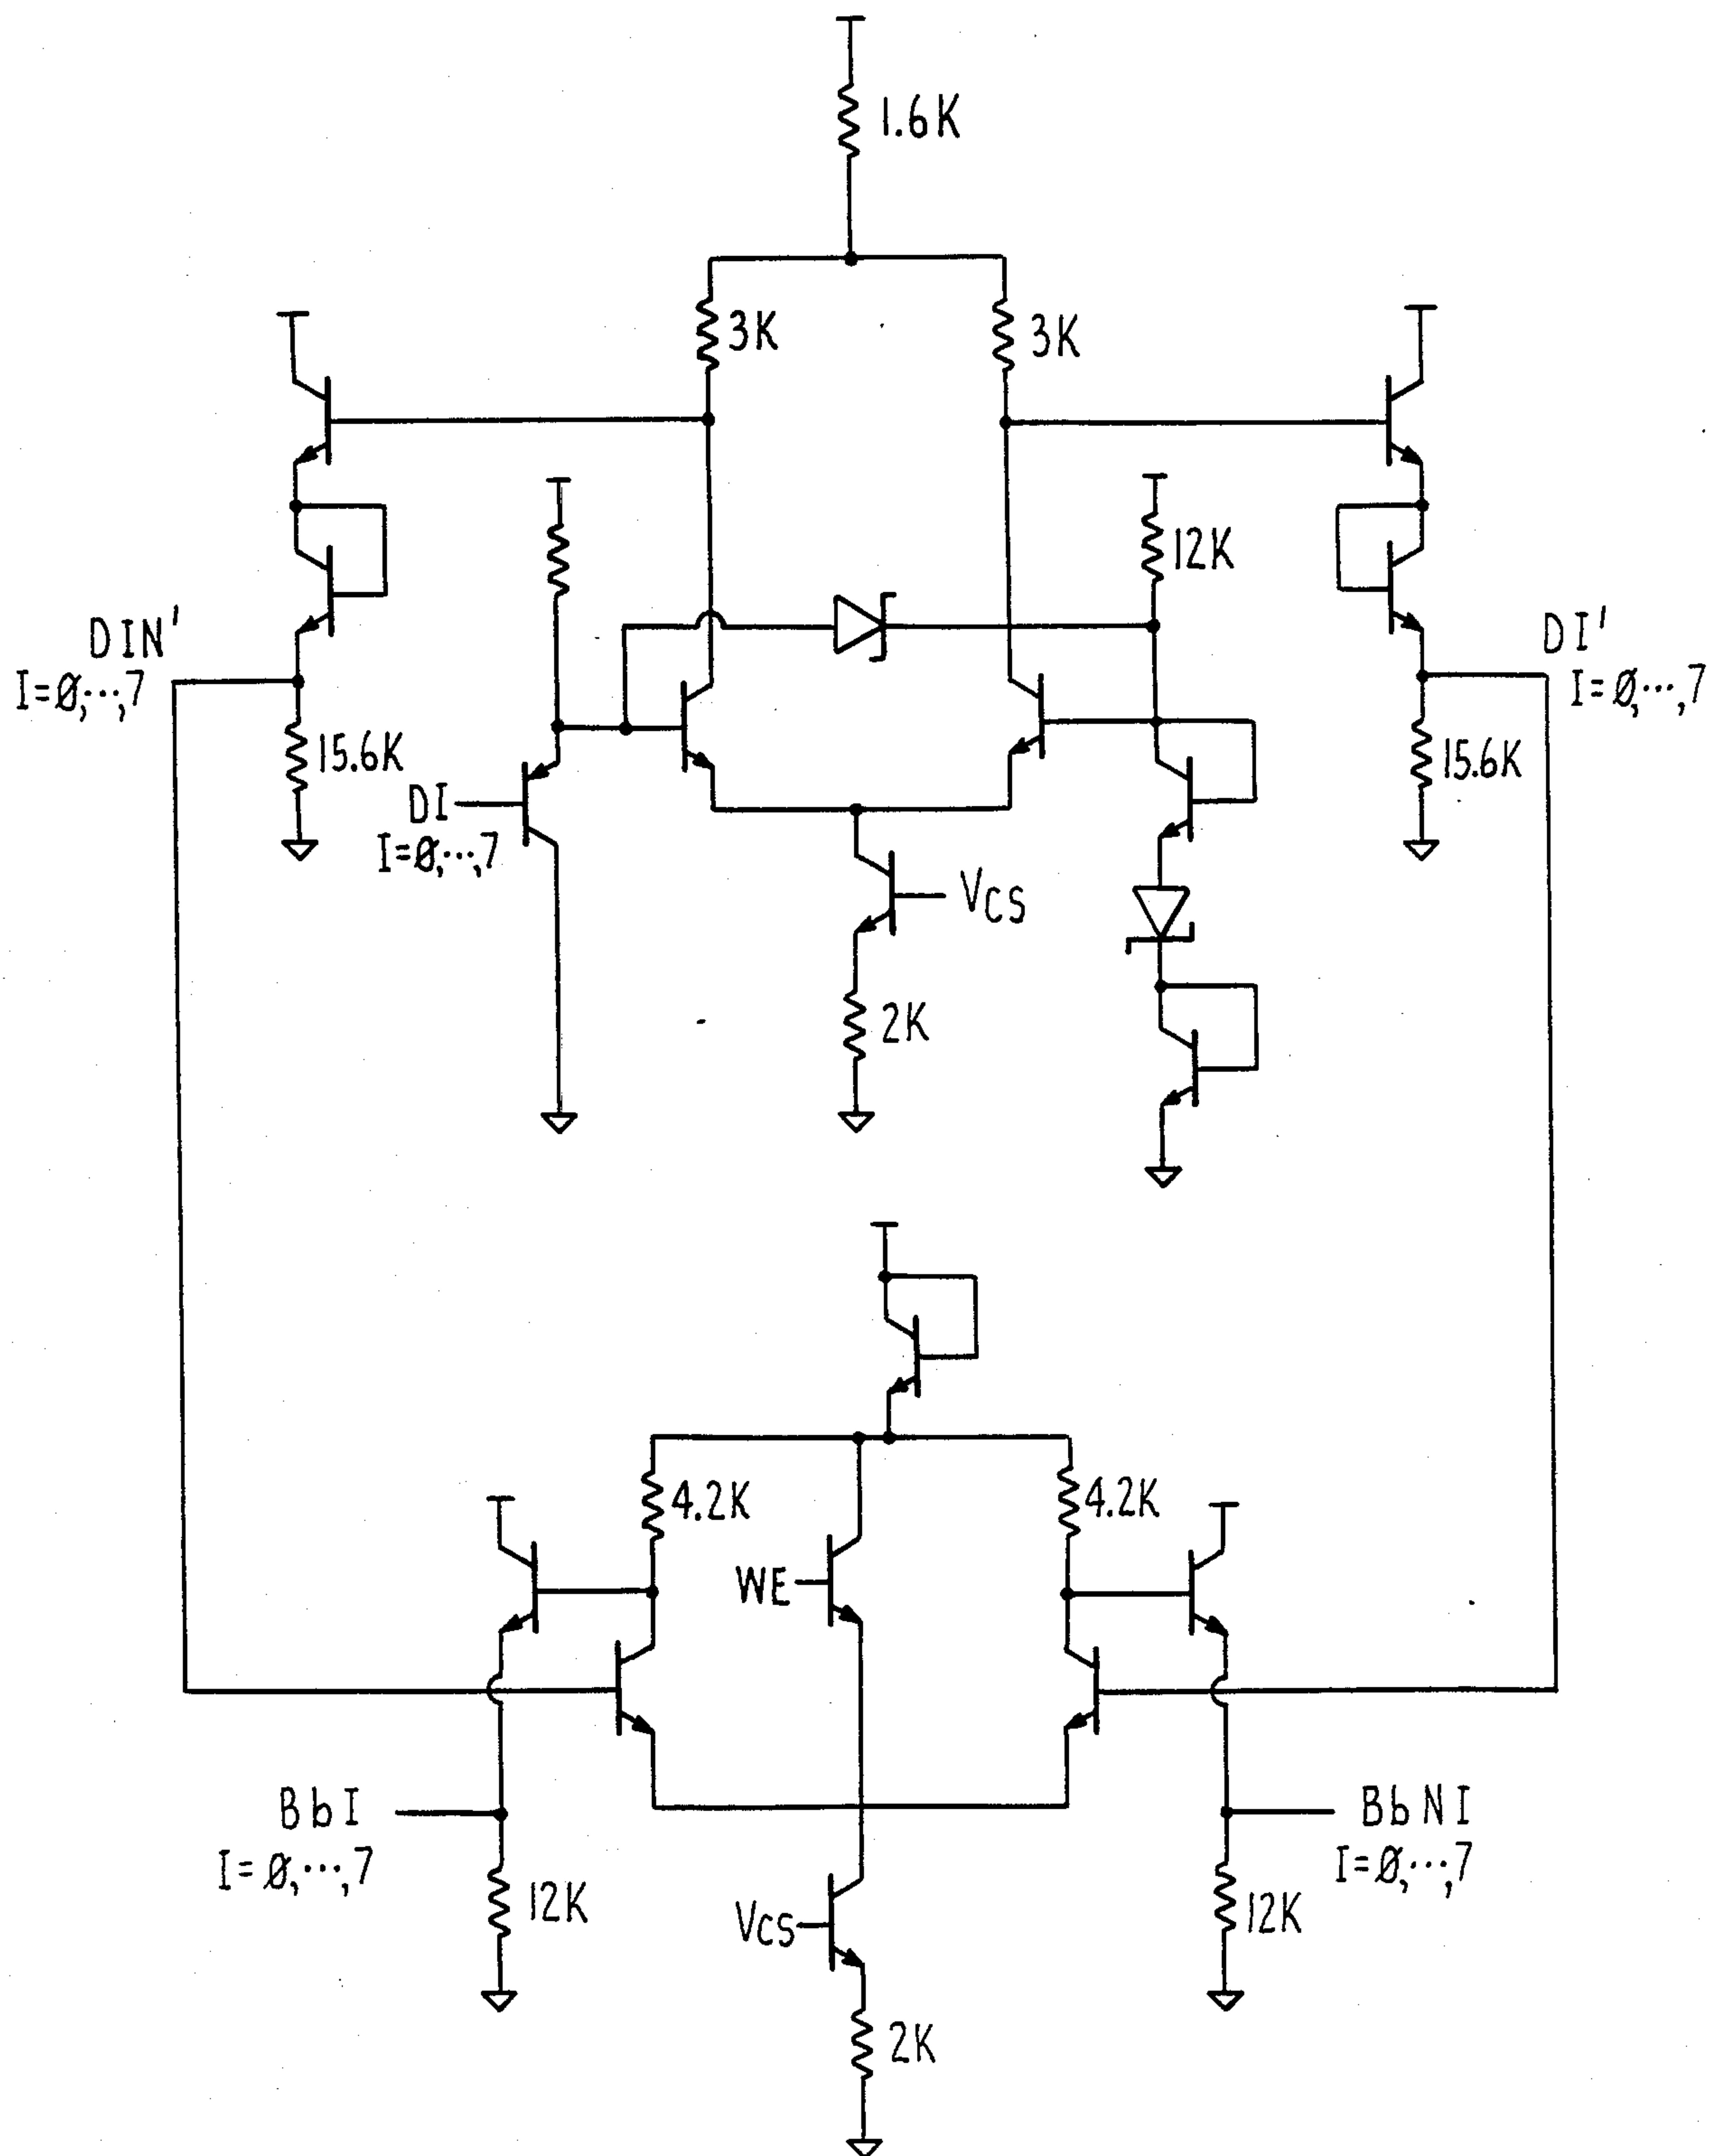 1.6K
3K
3K
12K
DIN'
I=Ø,···,7
DI'
I=Ø,···,7
15.6K
15.6K
DI
I=Ø,···,7
VCS
2K
4.2K
4.2K
WE
BbI
I=Ø,···,7
BbNI
I=Ø,···,7
12K
VCS
12K
2K